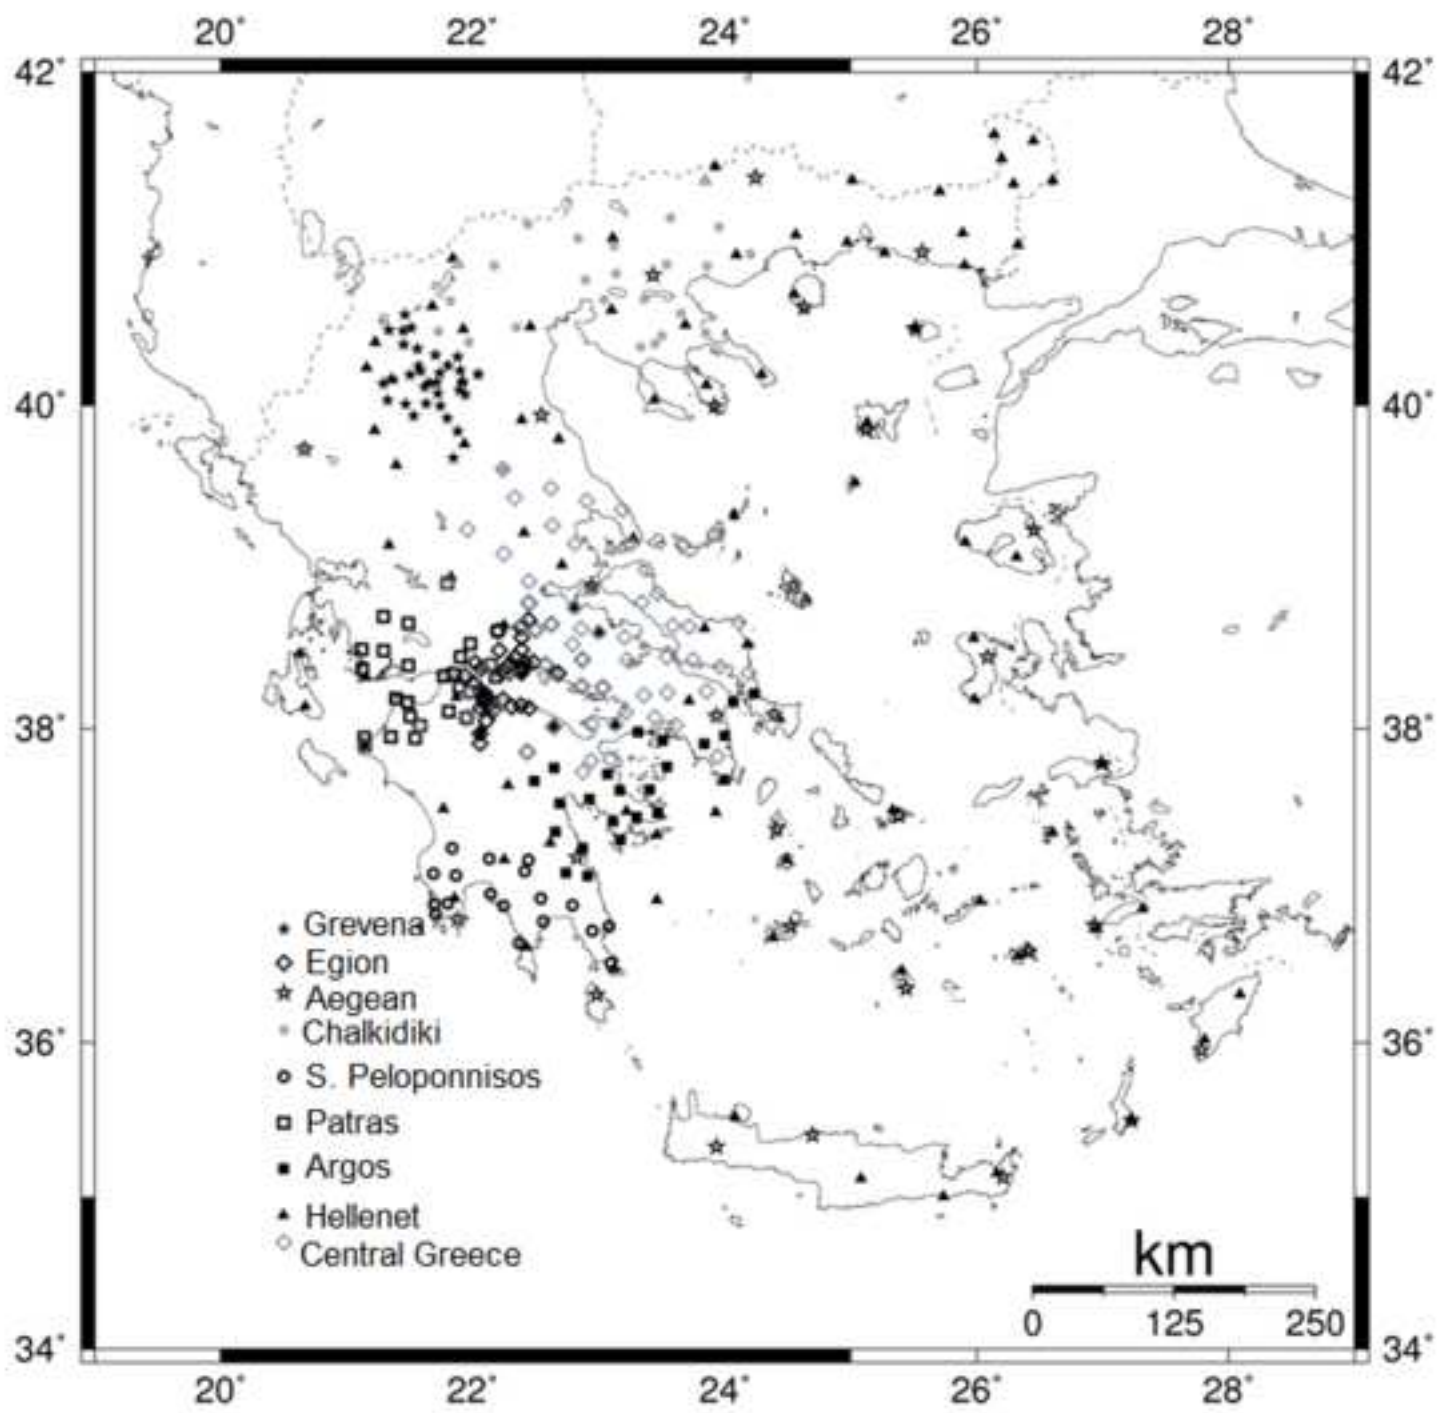 20° 22° 24° 26° 28°
42° 42°
40° 40°
38° 38°
Grevena
Egion
Aegean
Chalkidiki
36° 36°
S. Peloponnisos
Patras
Argos
Hellenet
Central Greece
km
0 125 250
34° 34°
20° 22° 24° 26° 28°